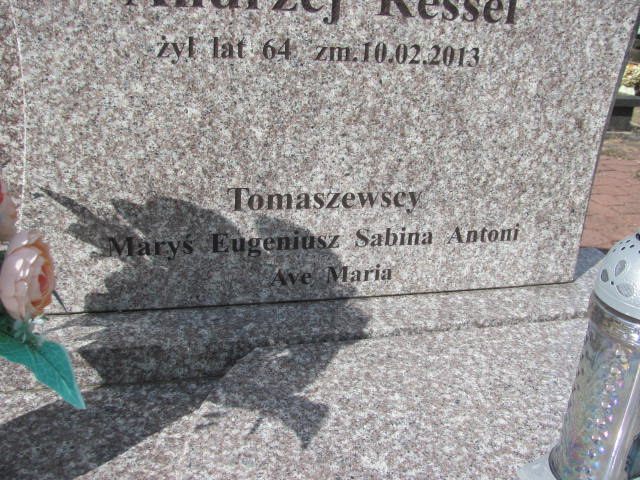 Andrzej Kessel
żył lat 64 zm.10.02.2013
Tomaszewscy
Maryś Eugeniusz Sabina Antoni
Ave Maria